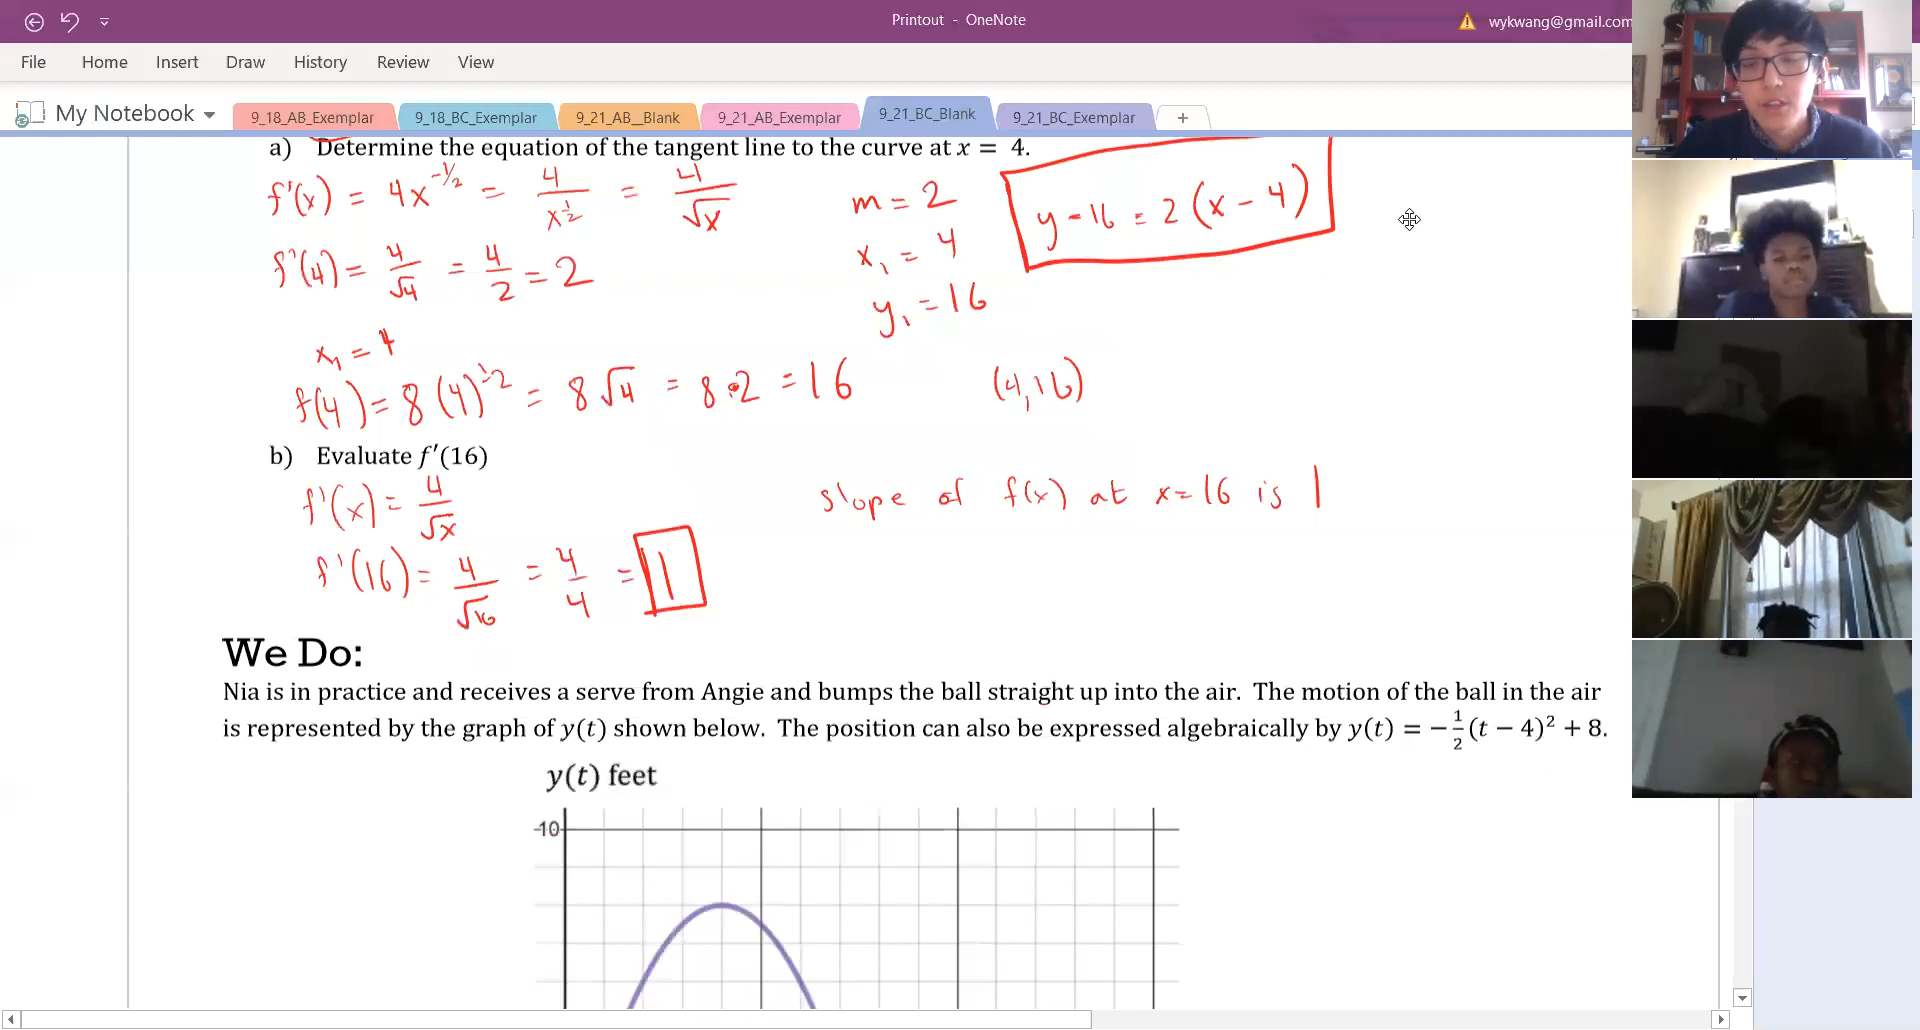 Printout - OneNote
wykwang@gmail.com
File Home Insert Draw History Review View
My Notebook 9_18_AB_Exemplar 9_18_BC_Exemplar 9_21_AB__Blank 9_21_AB_Exemplar 9_21_BC_Blank 9_21_BC_Exemplar +
a) Determine the equation of the tangent line to the curve at x = 4.
f'(x) = 4x^{-1/2} = 4/x^{1/2} = 4/√x
m = 2
y - 16 = 2(x - 4)
f'(4) = 4/√4 = 4/2 = 2
x₁ = 4
y₁ = 16
x₁ = 4
f(4) = 8(4)^{1/2} = 8√4 = 8·2 = 16
(4,16)
b) Evaluate f′(16)
f'(x) = 4/√x
slope of f(x) at x=16 is 1
f'(16) = 4/√16 = 4/4 = 1
We Do:
Nia is in practice and receives a serve from Angie and bumps the ball straight up into the air. The motion of the ball in the air
is represented by the graph of y(t) shown below. The position can also be expressed algebraically by y(t) = −1/2(t − 4)² + 8.
y(t) feet
10